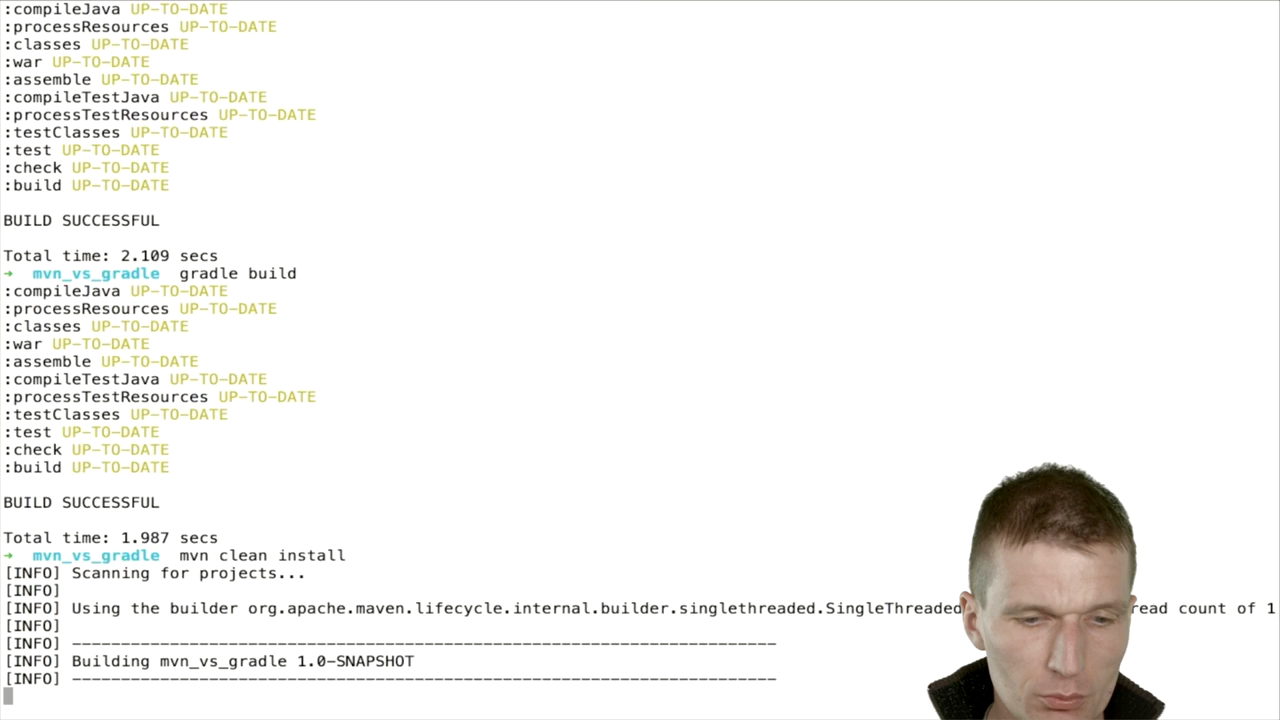 :compileJava UP-TO-DATE
:processResources UP-TO-DATE
:classes UP-TO-DATE
:war UP-TO-DATE
:assemble UP-TO-DATE
:compileTestJava UP-TO-DATE
:processTestResources UP-TO-DATE
:testClasses UP-TO-DATE
:test UP-TO-DATE
:check UP-TO-DATE
:build UP-TO-DATE
BUILD SUCCESSFUL
Total time: 2.109 secs
→ mvn_vs_gradle gradle build
:compileJava UP-TO-DATE
:processResources UP-TO-DATE
:classes UP-TO-DATE
:war UP-TO-DATE
:assemble UP-TO-DATE
:compileTestJava UP-TO-DATE
:processTestResources UP-TO-DATE
:testClasses UP-TO-DATE
:test UP-TO-DATE
:check UP-TO-DATE
:build UP-TO-DATE
BUILD SUCCESSFUL
Total time: 1.987 secs
→ mvn_vs_gradle mvn clean install
[INFO] Scanning for projects...
[INFO]
[INFO] Using the builder org.apache.maven.lifecycle.internal.builder.singlethreaded.SingleThreaded read count of 1
[INFO]
[INFO] ------------------------------------------------------------------------
[INFO] Building mvn_vs_gradle 1.0-SNAPSHOT
[INFO] ------------------------------------------------------------------------